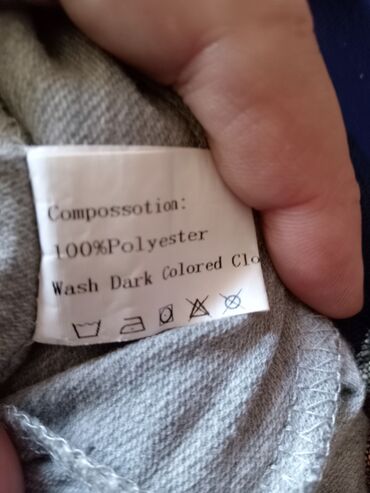 Compossotion:
100%Polyester
Wash Dark Colored